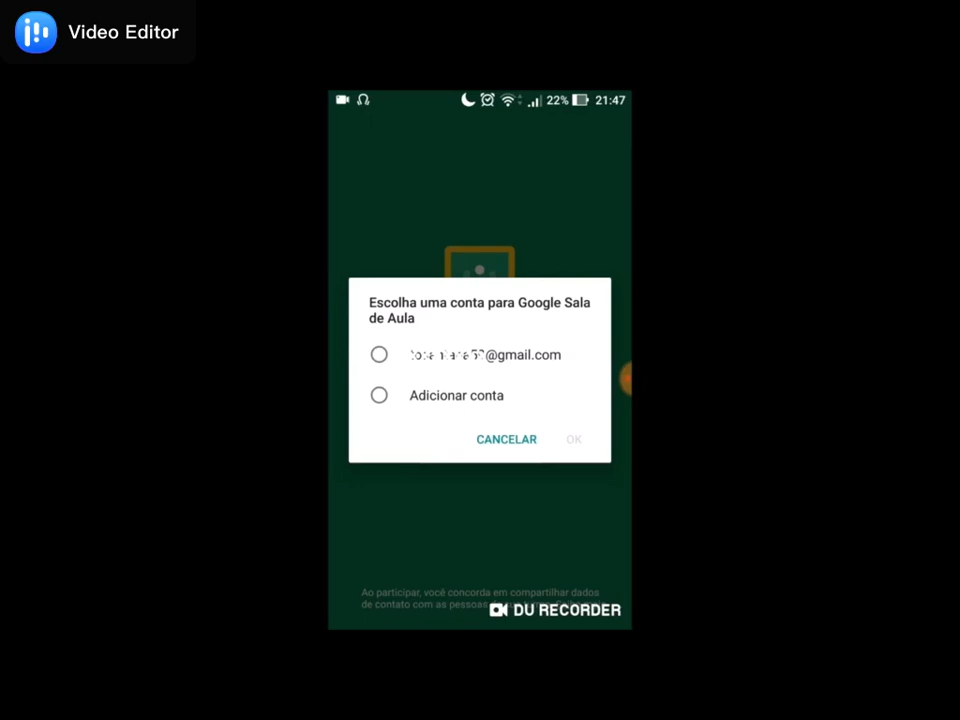 Video Editor
22% 21:47
Escolha uma conta para Google Sala
de Aula
@gmail.com
Adicionar conta
CANCELAR OK
Ao participar, você concorda em compartilhar dados
de contato com as pessoas
DU RECORDER